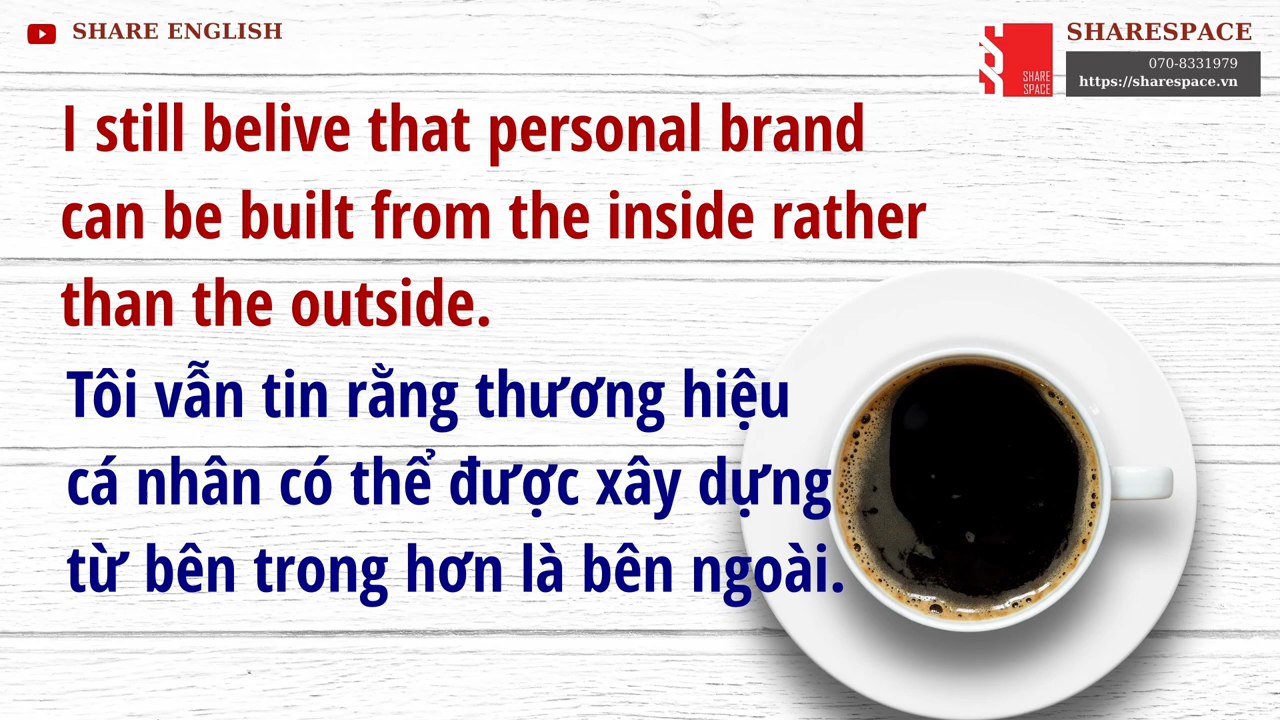 SHARE ENGLISH
SHARE
SPACE
SHARESPACE
070-8331979
https://sharespace.vn
I still belive that personal brand
can be built from the inside rather
than the outside.
Tôi vẫn tin rằng thương hiệu
cá nhân có thể được xây dựng
từ bên trong hơn là bên ngoài.